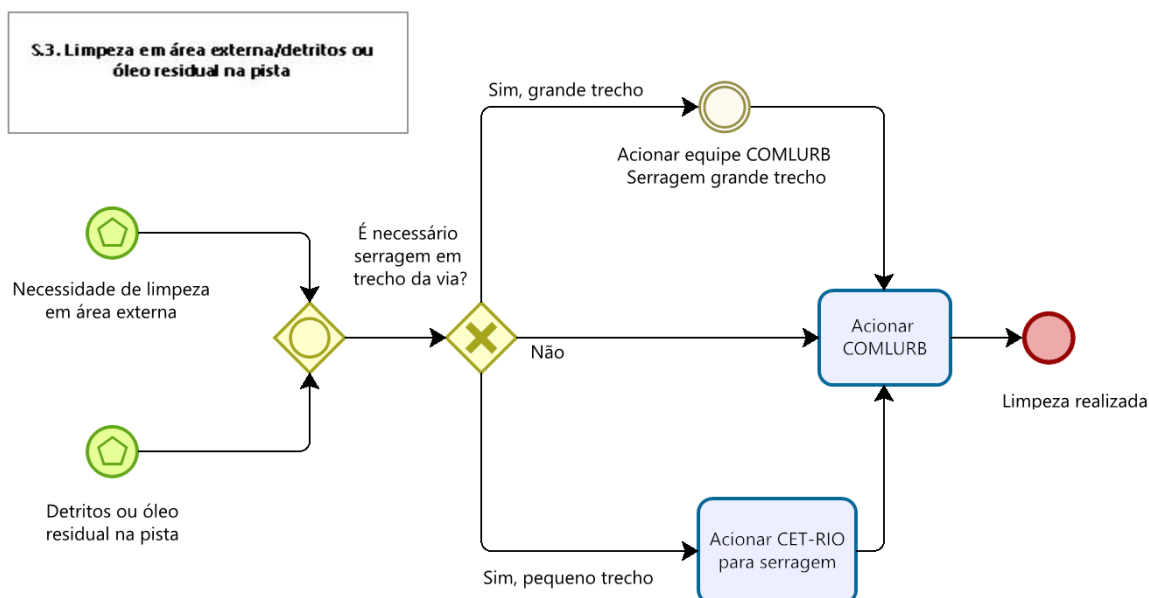 S.3. Limpeza em área externa/detritos ou
óleo residual na pista
Sim, grande trecho
Acionar equipe COMLURB
Serragem grande trecho
É necessário
serragem em
trecho da via?
Necessidade de limpeza
em área externa
Não
Acionar
COMLURB
Limpeza realizada
Detritos ou óleo
residual na pista
Acionar CET-RIO
para serragem
Sim, pequeno trecho